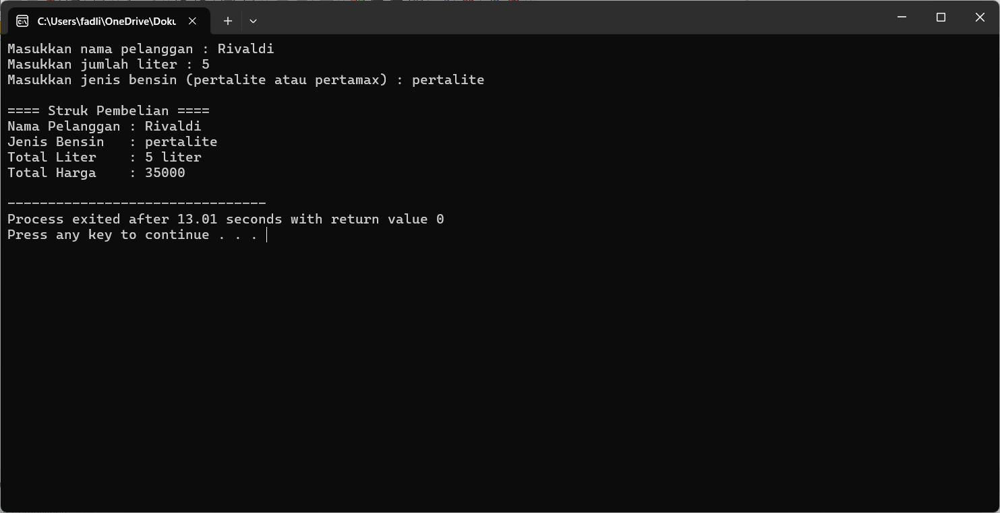 C:\Users\fadli\OneDrive\Doku
Masukkan nama pelanggan : Rivaldi
Masukkan jumlah liter : 5
Masukkan jenis bensin (pertalite atau pertamax) : pertalite
==== Struk Pembelian ====
Nama Pelanggan : Rivaldi
Jenis Bensin   : pertalite
Total Liter    : 5 liter
Total Harga    : 35000
--------------------------------
Process exited after 13.01 seconds with return value 0
Press any key to continue . . .